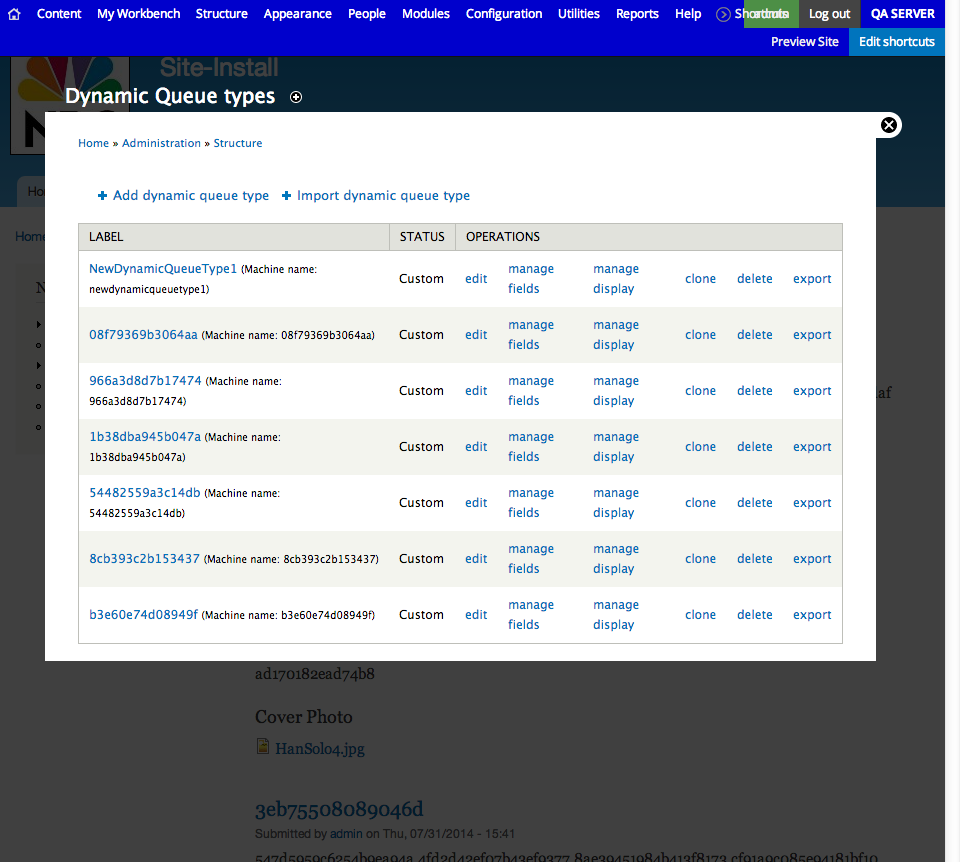 Content My Workbench Structure Appearance People Modules Configuration Utilities Reports Help Shortcuts Log out QA SERVER
Preview Site Edit shortcuts
Site-Install
Dynamic Queue types
Home » Administration » Structure
Home
+ Add dynamic queue type + Import dynamic queue type
LABEL STATUS OPERATIONS
NewDynamicQueueType1 (Machine name:
newdynamicqueuetype1)
Custom edit
manage
fields
manage
display
clone delete export
08f79369b3064aa (Machine name: 08f79369b3064aa)
Custom edit
manage
fields
manage
display
clone delete export
966a3d8d7b17474 (Machine name:
966a3d8d7b17474)
Custom edit
manage
fields
manage
display
clone delete export
1b38dba945b047a (Machine name:
1b38dba945b047a)
Custom edit
manage
fields
manage
display
clone delete export
54482559a3c14db (Machine name:
54482559a3c14db)
Custom edit
manage
fields
manage
display
clone delete export
8cb393c2b153437 (Machine name: 8cb393c2b153437)
Custom edit
manage
fields
manage
display
clone delete export
b3e60e74d08949f (Machine name: b3e60e74d08949f)
Custom edit
manage
fields
manage
display
clone delete export
ad170182ead74b8
Cover Photo
HanSolo4.jpg
3eb75508089046d
Submitted by admin on Thu, 07/31/2014 - 15:41